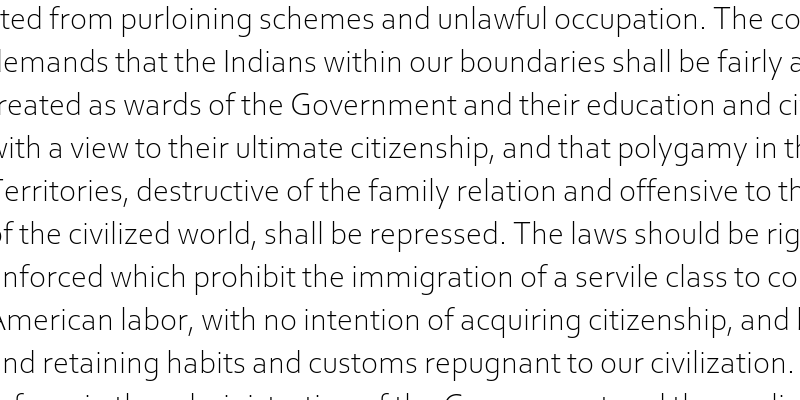 ted from purloining schemes and unlawful occupation. The co
demands that the Indians within our boundaries shall be fairly a
reated as wards of the Government and their education and ci
with a view to their ultimate citizenship, and that polygamy in th
Territories, destructive of the family relation and offensive to th
of the civilized world, shall be repressed. The laws should be rig
nforced which prohibit the immigration of a servile class to co
American labor, with no intention of acquiring citizenship, and
nd retaining habits and customs repugnant to our civilization.